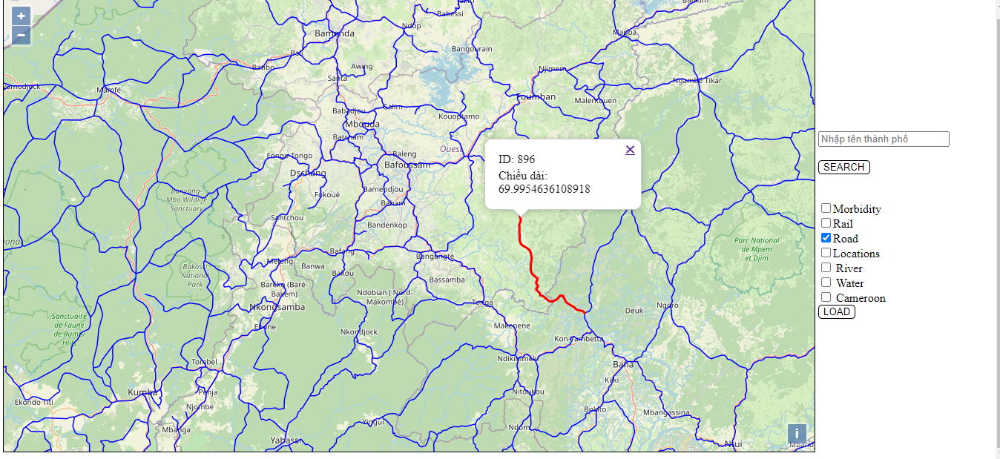 +
−
Bamenda
Ndop
Babessi
Bankim
Magba
Bangourain
Bali
Batibo
Awing
Santa
Njimom
Ngambé Tikar
Mamfé
Foumban
Malentouen
Babadjou
Galim
Kouoptamo
Mbouda
Batcham
Ouest
Fongo Tongo
Baleng
Bafoussam
Dschang
Bamendjou
Fokoué
Baham
Banyang-
Mbo Wildlife
Sanctuary
Santchou
Bandenkop
ID: 896
Chiều dài:
69.9954636108918
✕
Parc National
de Mpem
et Djim
Bafang
Bangangté
Melong
Banwa
Bakou
Bakossi
National
Park
Bassamba
Bareko (Baré-
Bakem)
Ndobian ( Nord-
Makombé)
Tonga
Nkongsamba
Deuk
Ngoro
Sanctuaire
de Faune
de Rumpi
Hills
Ebone
Nkondjock
Makenene
Kon-Yambetta
Ndikiniméki
Bafia
Tombel
Kiiki
Kumba
Penja
Nitoukou
Ekondo Titi
Njombé
Bokito
Mbangassina
Yingui
Mbanga
Ndom
Yabassi
Ntui
i
Nhập tên thành phố
SEARCH
Morbidity
Rail
Road
Locations
River
Water
Cameroon
LOAD